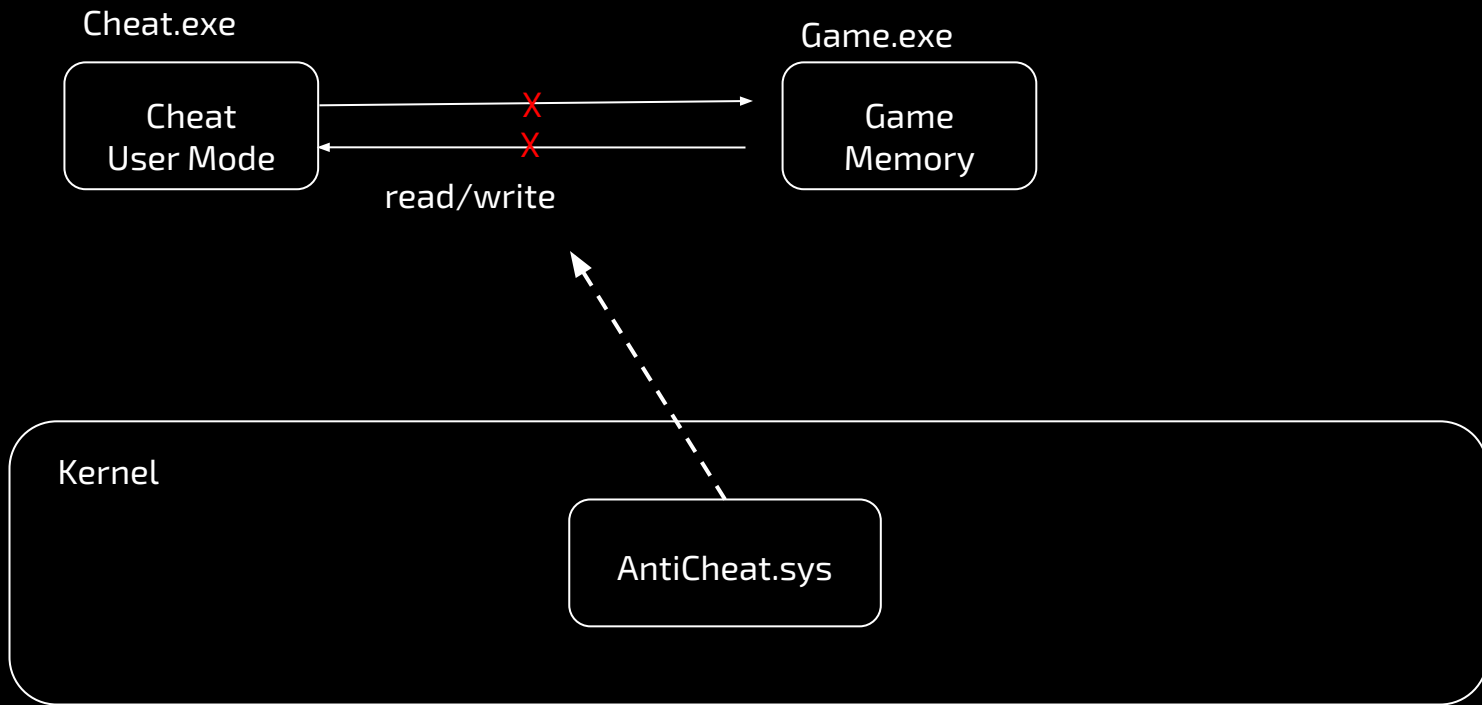 Cheat.exe
Game.exe
Cheat
User Mode
X
X
read/write
Game
Memory
Kernel
AntiCheat.sys